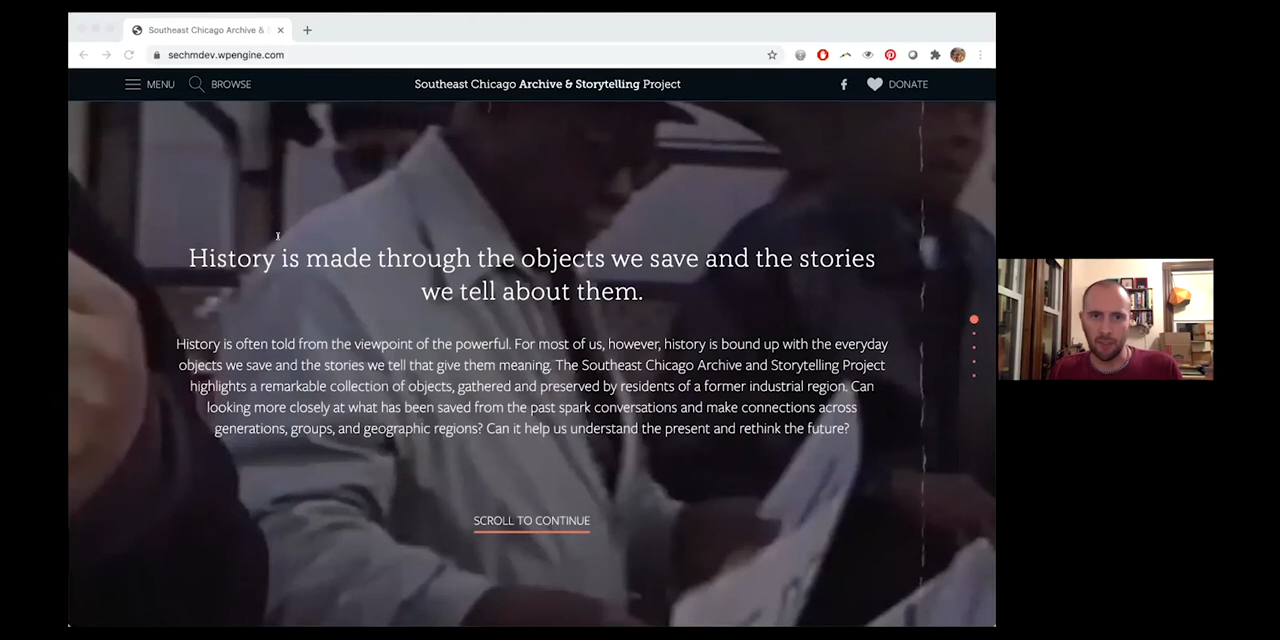 Southeast Chicago Archive &
sechmdev.wpengine.com
MENU BROWSE Southeast Chicago Archive & Storytelling Project DONATE
History is made through the objects we save and the stories
we tell about them.
History is often told from the viewpoint of the powerful. For most of us, however, history is bound up with the everyday
objects we save and the stories we tell that give them meaning. The Southeast Chicago Archive and Storytelling Project
highlights a remarkable collection of objects, gathered and preserved by residents of a former industrial region. Can
looking more closely at what has been saved from the past spark conversations and make connections across
generations, groups, and geographic regions? Can it help us understand the present and rethink the future?
SCROLL TO CONTINUE